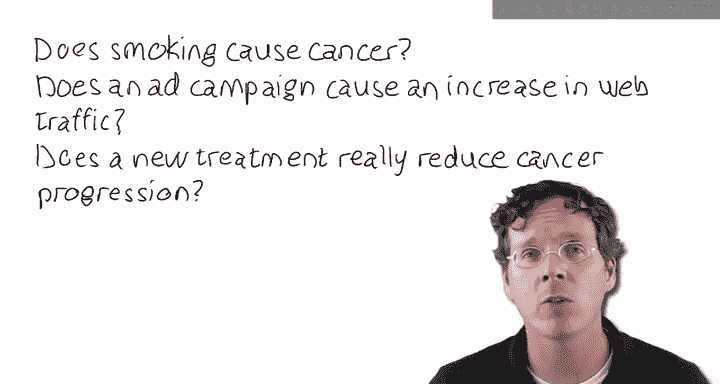 Does smoking cause cancer?
Does an ad campaign cause an increase in web
traffic?
Does a new treatment really reduce cancer
progression?